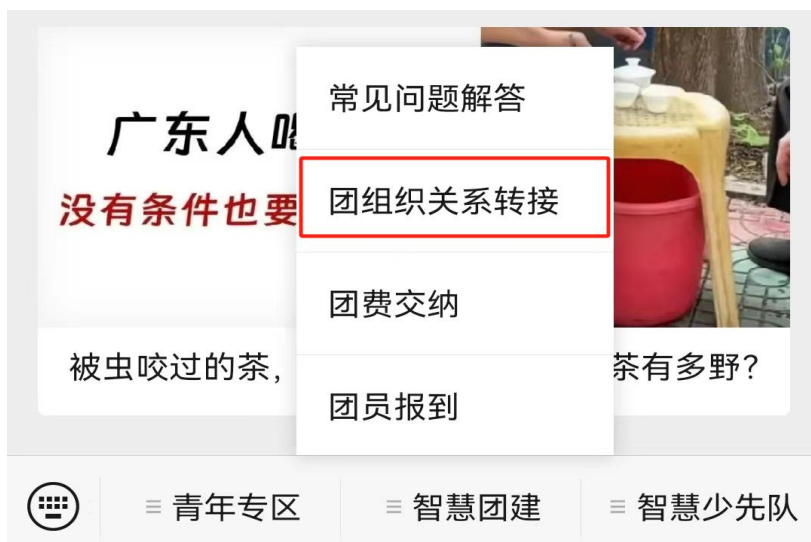 广东人喝
没有条件也要
常见问题解答
团组织关系转接
团费交纳
团员报到
被虫咬过的茶，
茶有多野？
青年专区
智慧团建
智慧少先队